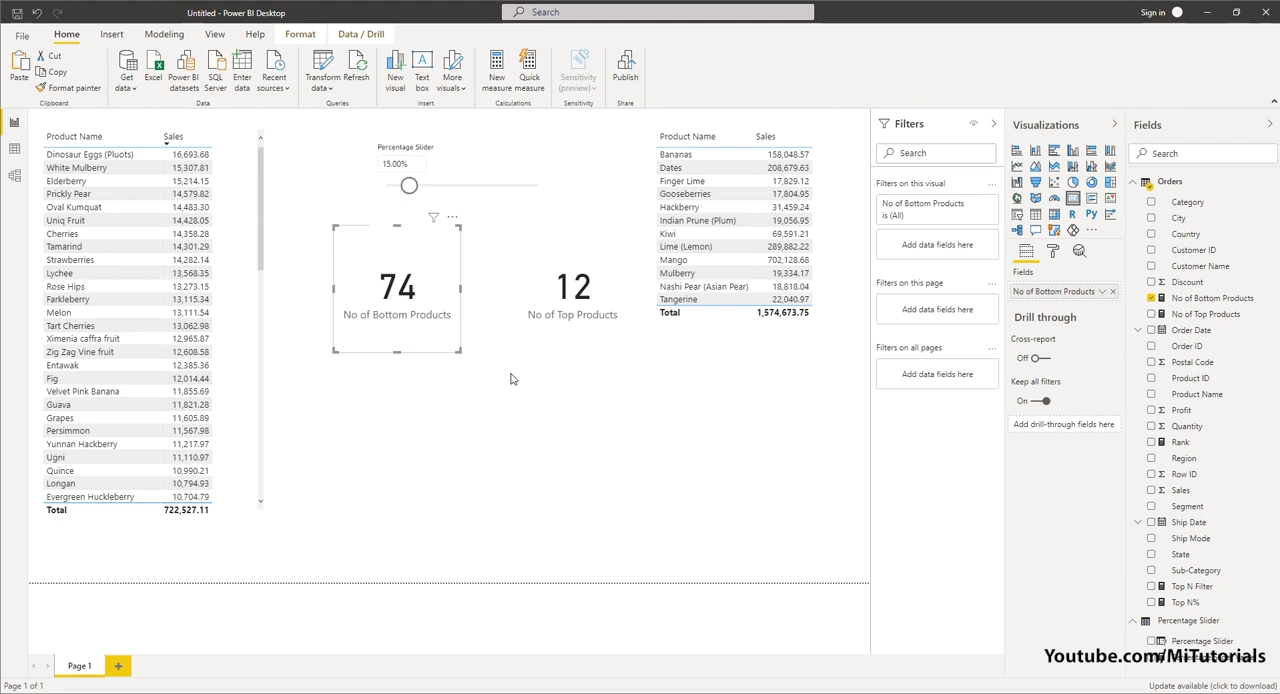 Untitled - Power BI Desktop
Search
Sign in
File
Home
Insert
Modeling
View
Help
Format
Data / Drill
Paste
Cut
Copy
Format painter
Clipboard
Get data
Excel
Power BI datasets
SQL Server
Enter data
Recent sources
Data
Transform data
Refresh
Queries
New visual
Text box
More visuals
Insert
New measure
Quick measure
Calculations
Sensitivity (preview)
Sensitivity
Publish
Share
Product Name Sales
Dinosaur Eggs (Pluots) 16,693.68
White Mulberry 15,307.81
Elderberry 15,214.15
Prickly Pear 14,579.82
Oval Kumquat 14,483.30
Uniq Fruit 14,428.05
Cherries 14,358.28
Tamarind 14,301.29
Strawberries 14,282.14
Lychee 13,568.35
Rose Hips 13,273.15
Farkleberry 13,115.34
Melon 13,111.54
Tart Cherries 13,062.98
Ximenia caffra fruit 12,965.87
Zig Zag Vine fruit 12,608.58
Entawak 12,385.36
Fig 12,014.44
Velvet Pink Banana 11,855.69
Guava 11,821.28
Grapes 11,605.89
Persimmon 11,567.98
Yunnan Hackberry 11,217.97
Ugni 11,110.97
Quince 10,990.21
Longan 10,794.93
Evergreen Huckleberry 10,704.79
Total 722,527.11
Percentage Slider
15.00%
74
No of Bottom Products
12
No of Top Products
Product Name Sales
Bananas 158,048.57
Dates 208,679.63
Finger Lime 17,829.12
Gooseberries 17,804.95
Hackberry 31,459.24
Indian Prune (Plum) 19,056.95
Kiwi 69,591.21
Lime (Lemon) 289,882.22
Mango 702,128.68
Mulberry 19,334.17
Nashi Pear (Asian Pear) 18,818.04
Tangerine 22,040.97
Total 1,574,673.75
Filters
Search
Filters on this visual
No of Bottom Products
is (All)
Add data fields here
Filters on this page
Add data fields here
Filters on all pages
Add data fields here
Visualizations
R
Py
Fields
No of Bottom Products
Drill through
Cross-report
Off
Keep all filters
On
Add drill-through fields here
Fields
Search
Orders
Category
City
Country
Customer ID
Customer Name
Discount
No of Bottom Products
No of Top Products
Order Date
Order ID
Postal Code
Product ID
Product Name
Profit
Quantity
Rank
Region
Row ID
Sales
Segment
Ship Date
Ship Mode
State
Sub-Category
Top N Filter
Top N%
Percentage Slider
Percentage Slider
Youtube.com/MiTutorials
Page 1
Page 1 of 1
Update available (click to download)